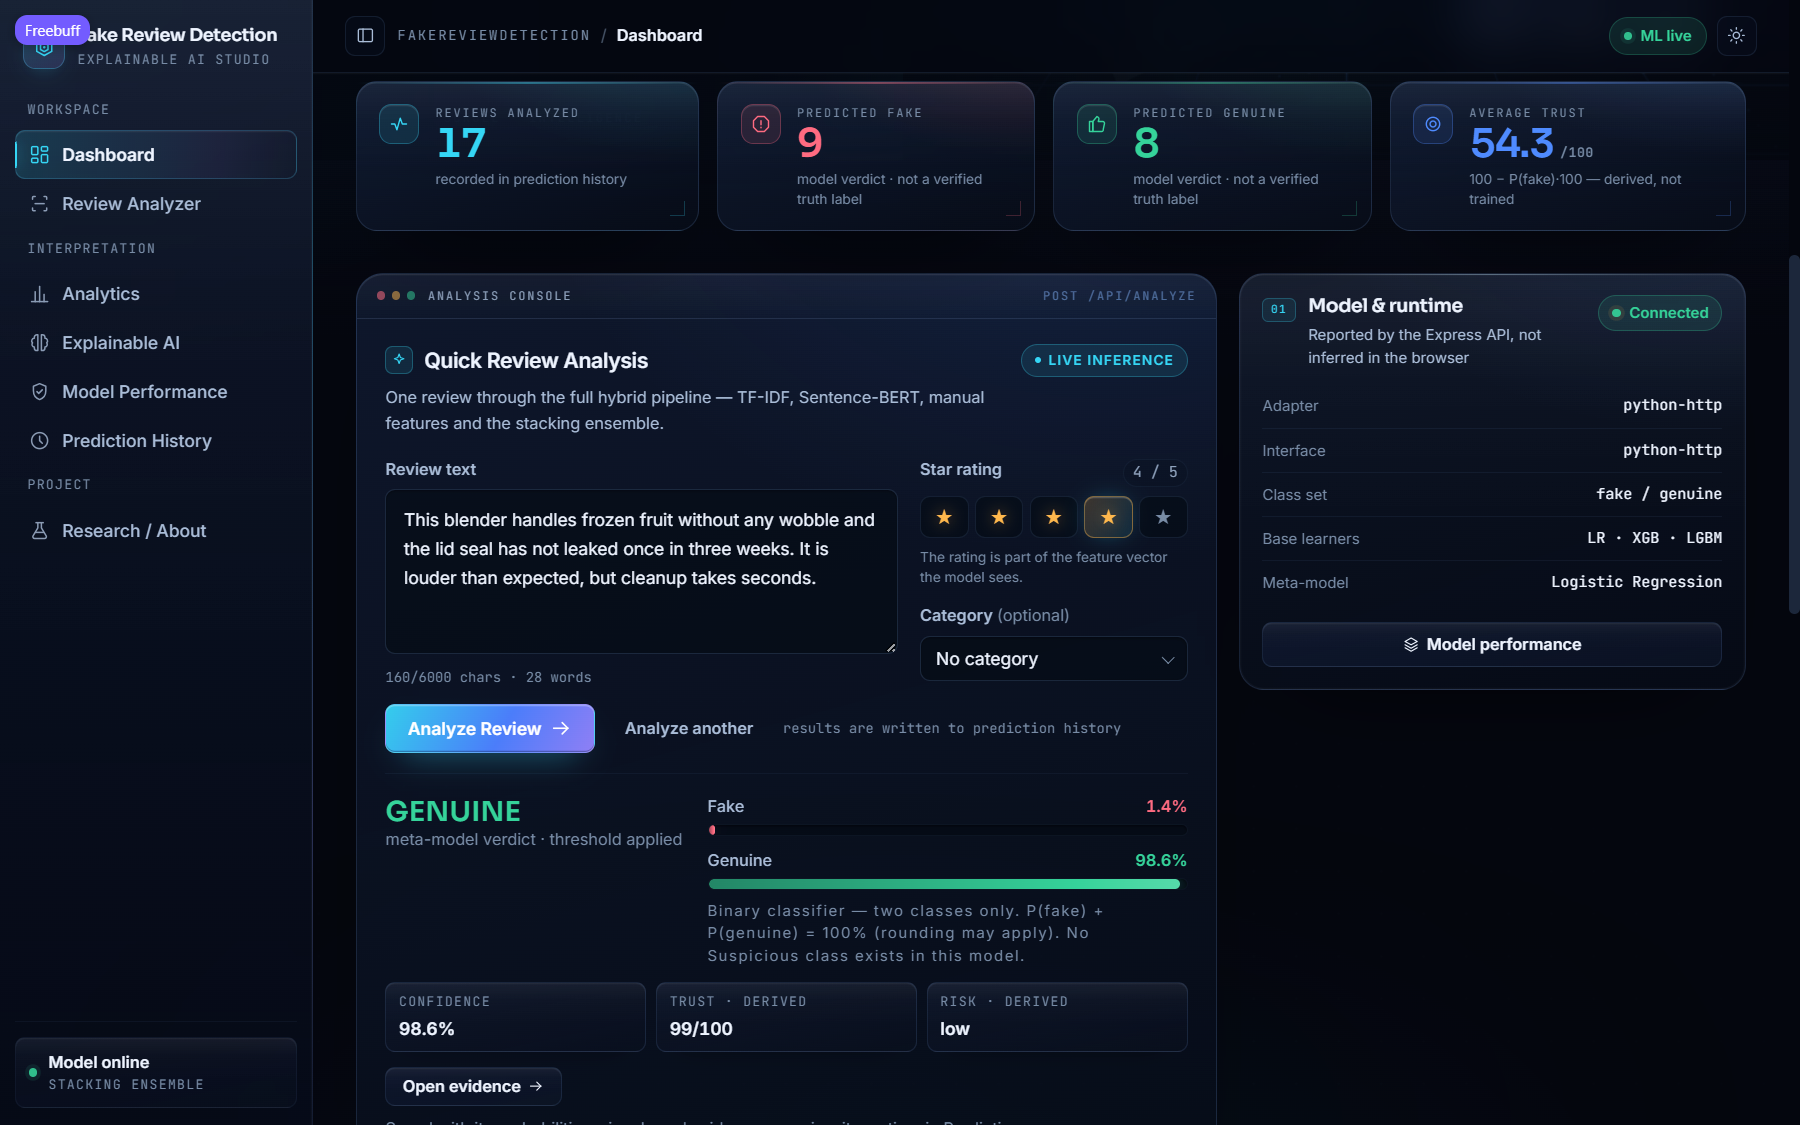 Freebuff
ake Review Detection
EXPLAINABLE AI STUDIO
WORKSPACE
Dashboard
Review Analyzer
INTERPRETATION
Analytics
Explainable AI
Model Performance
Prediction History
PROJECT
Research / About
Model online
STACKING ENSEMBLE
FAKEREVIEWDETECTION / Dashboard
ML live
REVIEWS ANALYZED
17
recorded in prediction history
PREDICTED FAKE
9
model verdict · not a verified
truth label
PREDICTED GENUINE
8
model verdict · not a verified
truth label
AVERAGE TRUST
54.3 /100
100 − P(fake)·100 — derived, not
trained
ANALYSIS CONSOLE
POST /API/ANALYZE
Quick Review Analysis
LIVE INFERENCE
One review through the full hybrid pipeline — TF-IDF, Sentence-BERT, manual
features and the stacking ensemble.
Review text
This blender handles frozen fruit without any wobble and
the lid seal has not leaked once in three weeks. It is
louder than expected, but cleanup takes seconds.
160/6000 chars · 28 words
Star rating
4 / 5
The rating is part of the feature vector
the model sees.
Category (optional)
No category
Analyze Review →
Analyze another
results are written to prediction history
GENUINE
meta-model verdict · threshold applied
Fake
1.4%
Genuine
98.6%
Binary classifier — two classes only. P(fake) +
P(genuine) = 100% (rounding may apply). No
Suspicious class exists in this model.
CONFIDENCE
98.6%
TRUST · DERIVED
99/100
RISK · DERIVED
low
Open evidence →
01
Model & runtime
Connected
Reported by the Express API, not
inferred in the browser
Adapter
python-http
Interface
python-http
Class set
fake / genuine
Base learners
LR · XGB · LGBM
Meta-model
Logistic Regression
Model performance